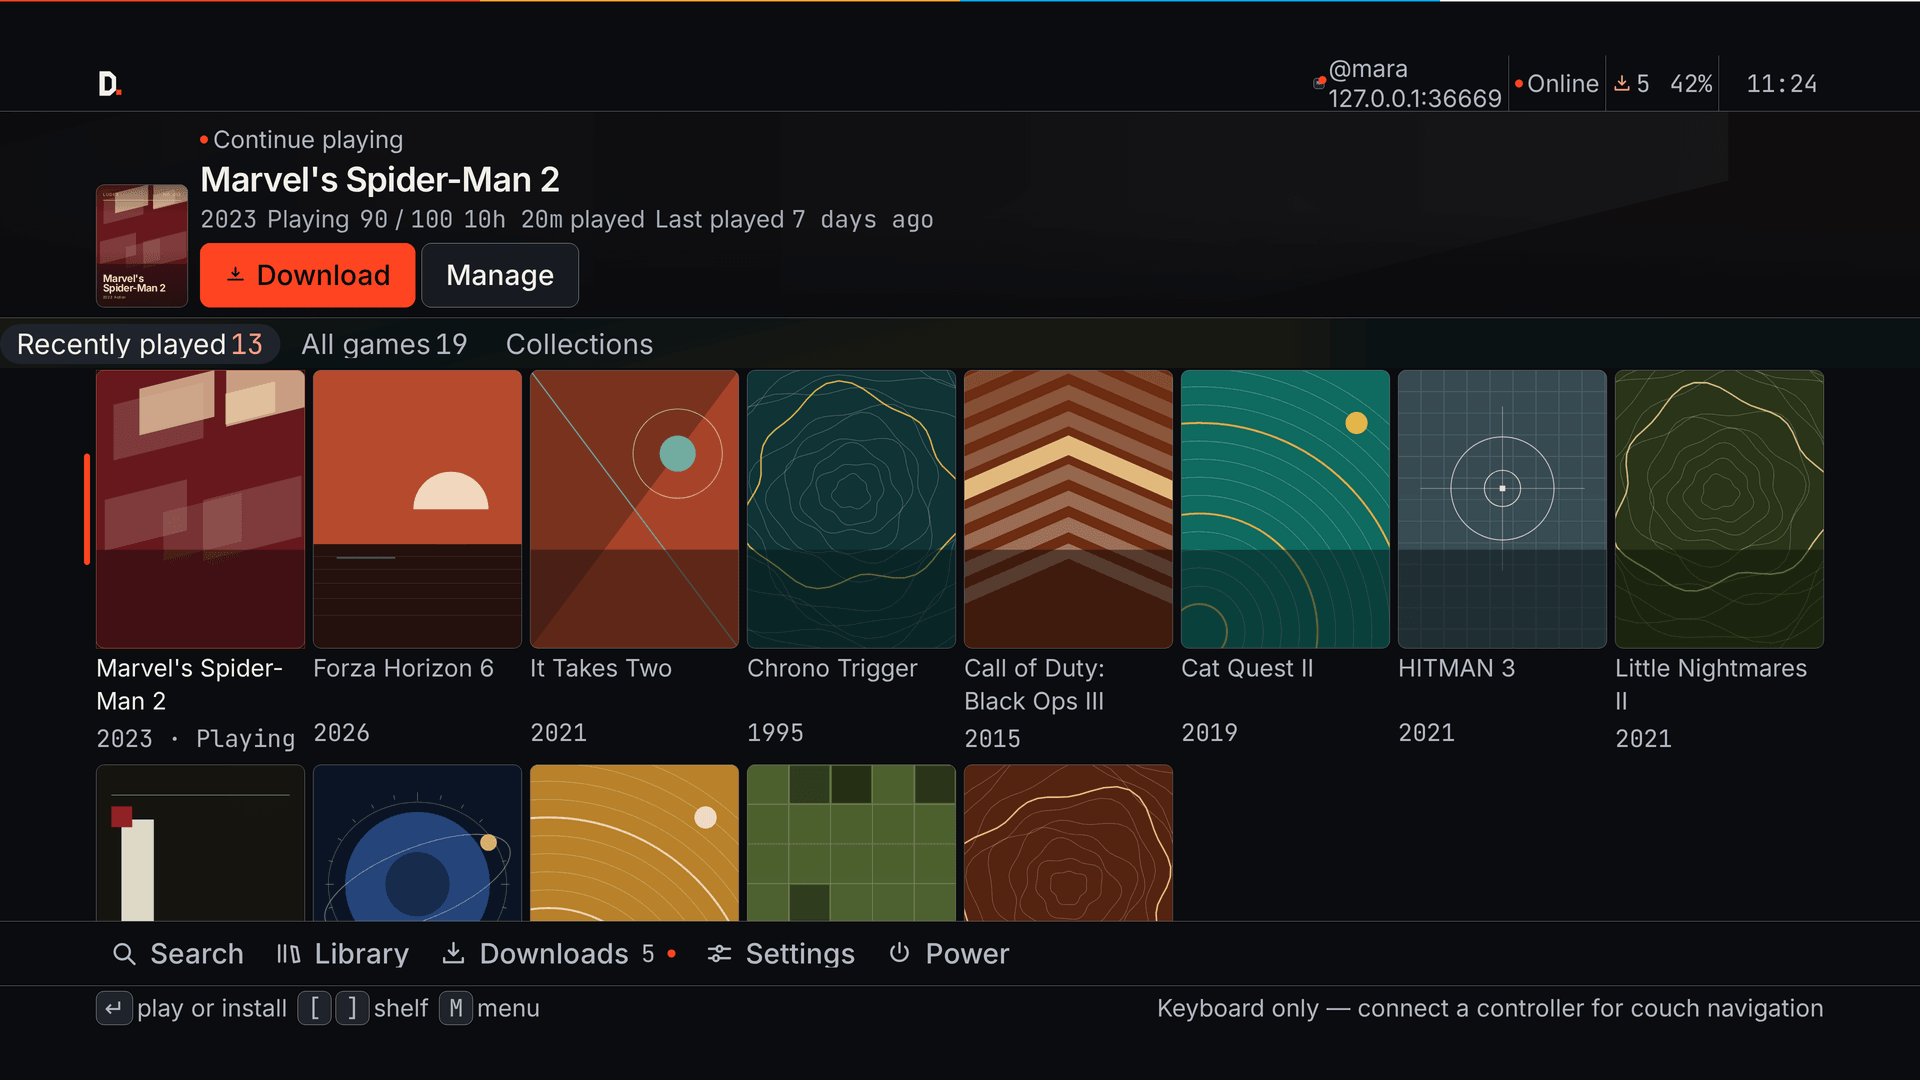 D.
@mara
127.0.0.1:36669
Online
5 42%
11:24
Continue playing
Marvel's Spider-Man 2
2023 Playing 90 / 100 10h 20m played Last played 7 days ago
Marvel's
Spider-Man 2
Download
Manage
Recently played 13
All games 19
Collections
Marvel's Spider-
Man 2
2023 · Playing
Forza Horizon 6
2026
It Takes Two
2021
Chrono Trigger
1995
Call of Duty:
Black Ops III
2015
Cat Quest II
2019
HITMAN 3
2021
Little Nightmares
II
2021
Search
Library
Downloads 5
Settings
Power
↵ play or install [ ] shelf M menu
Keyboard only — connect a controller for couch navigation